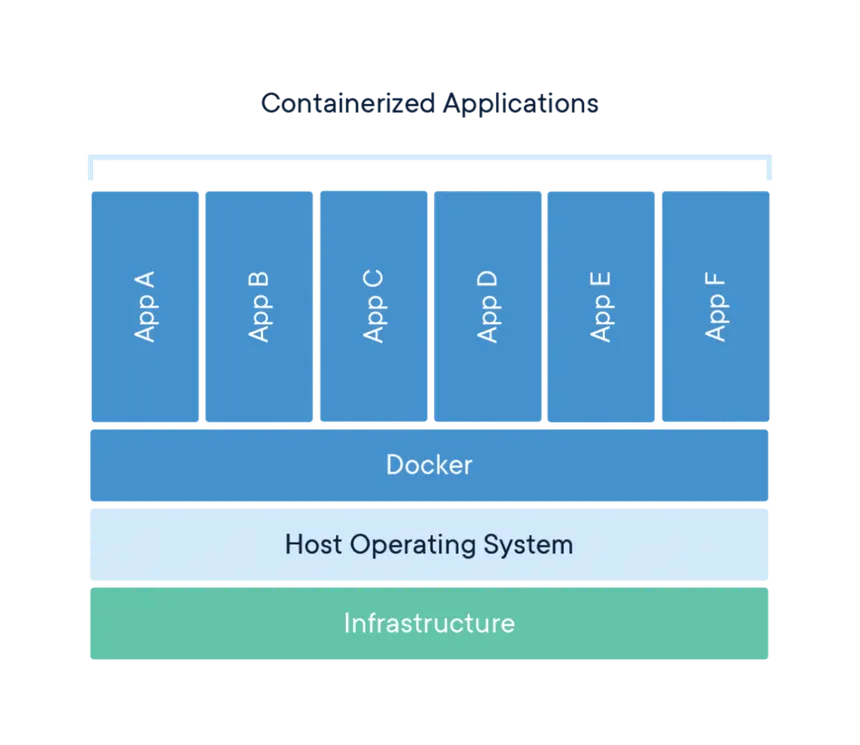 Containerized Applications
App A
App B
App C
App D
App E
App F
Docker
Host Operating System
Infrastructure